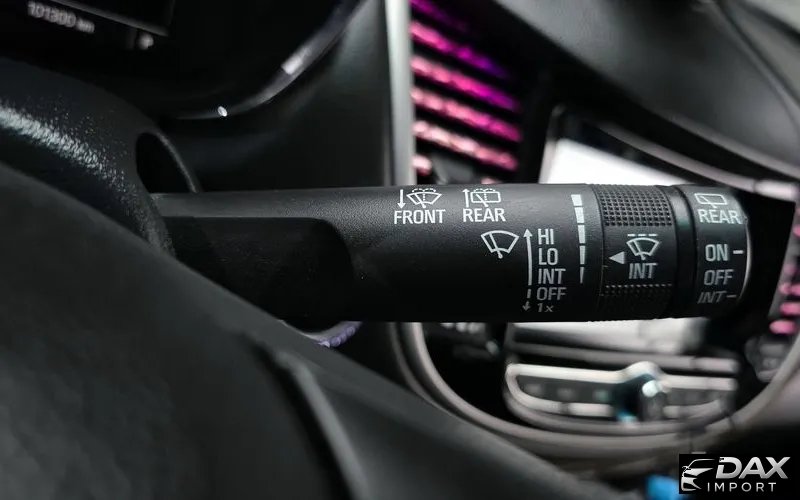 101300 km
FRONT REAR
HI
LO
INT
OFF
1x
INT
REAR
ON
OFF
INT
DAX
IMPORT